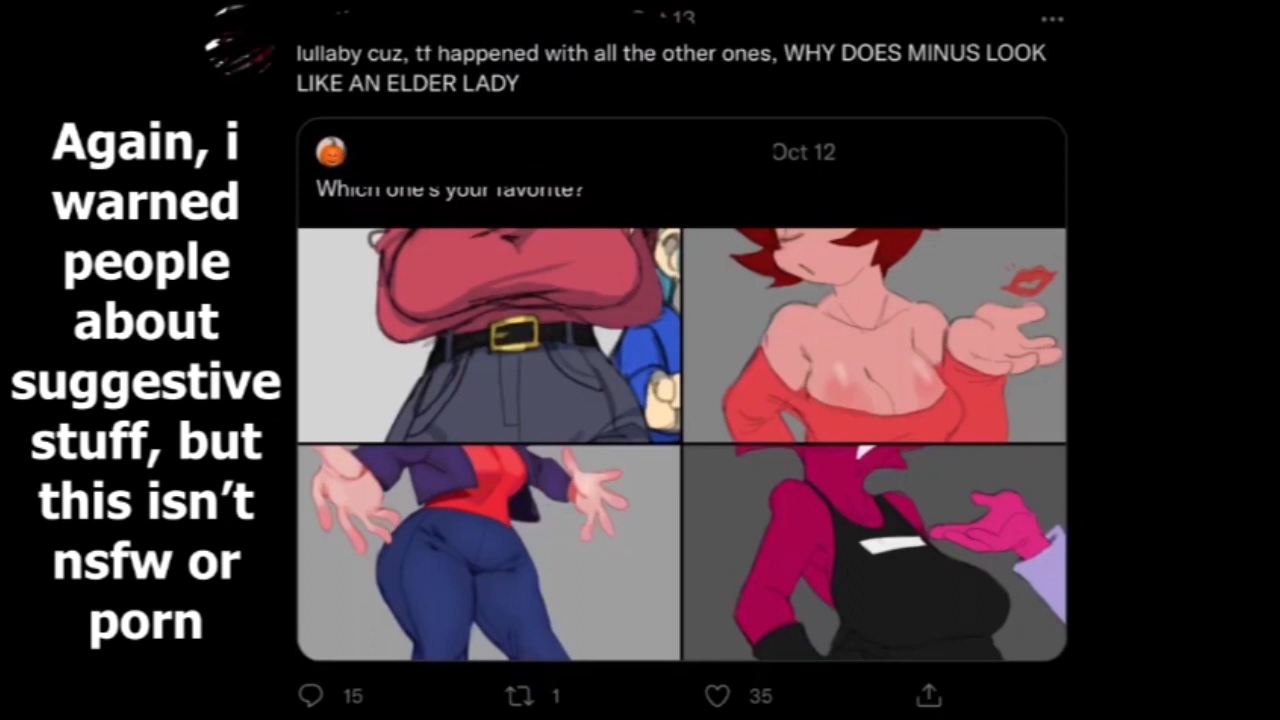 Oct 13
lullaby cuz, tf happened with all the other ones, WHY DOES MINUS LOOK
LIKE AN ELDER LADY
Again, i
warned
people
about
suggestive
stuff, but
this isn’t
nsfw or
porn
Oct 12
Which one's your favorite?
15
1
35